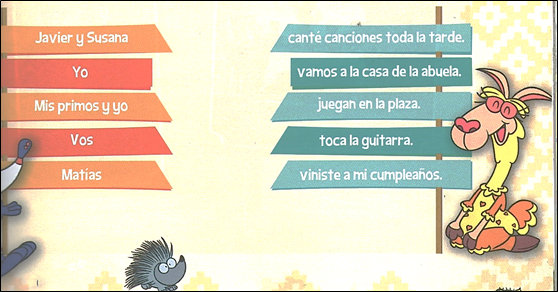 Javier y Susana
canté canciones toda la tarde.
Yo
vamos a la casa de la abuela.
Mis primos y yo
juegan en la plaza.
Vos
toca la guitarra.
Matías
viniste a mi cumpleaños.